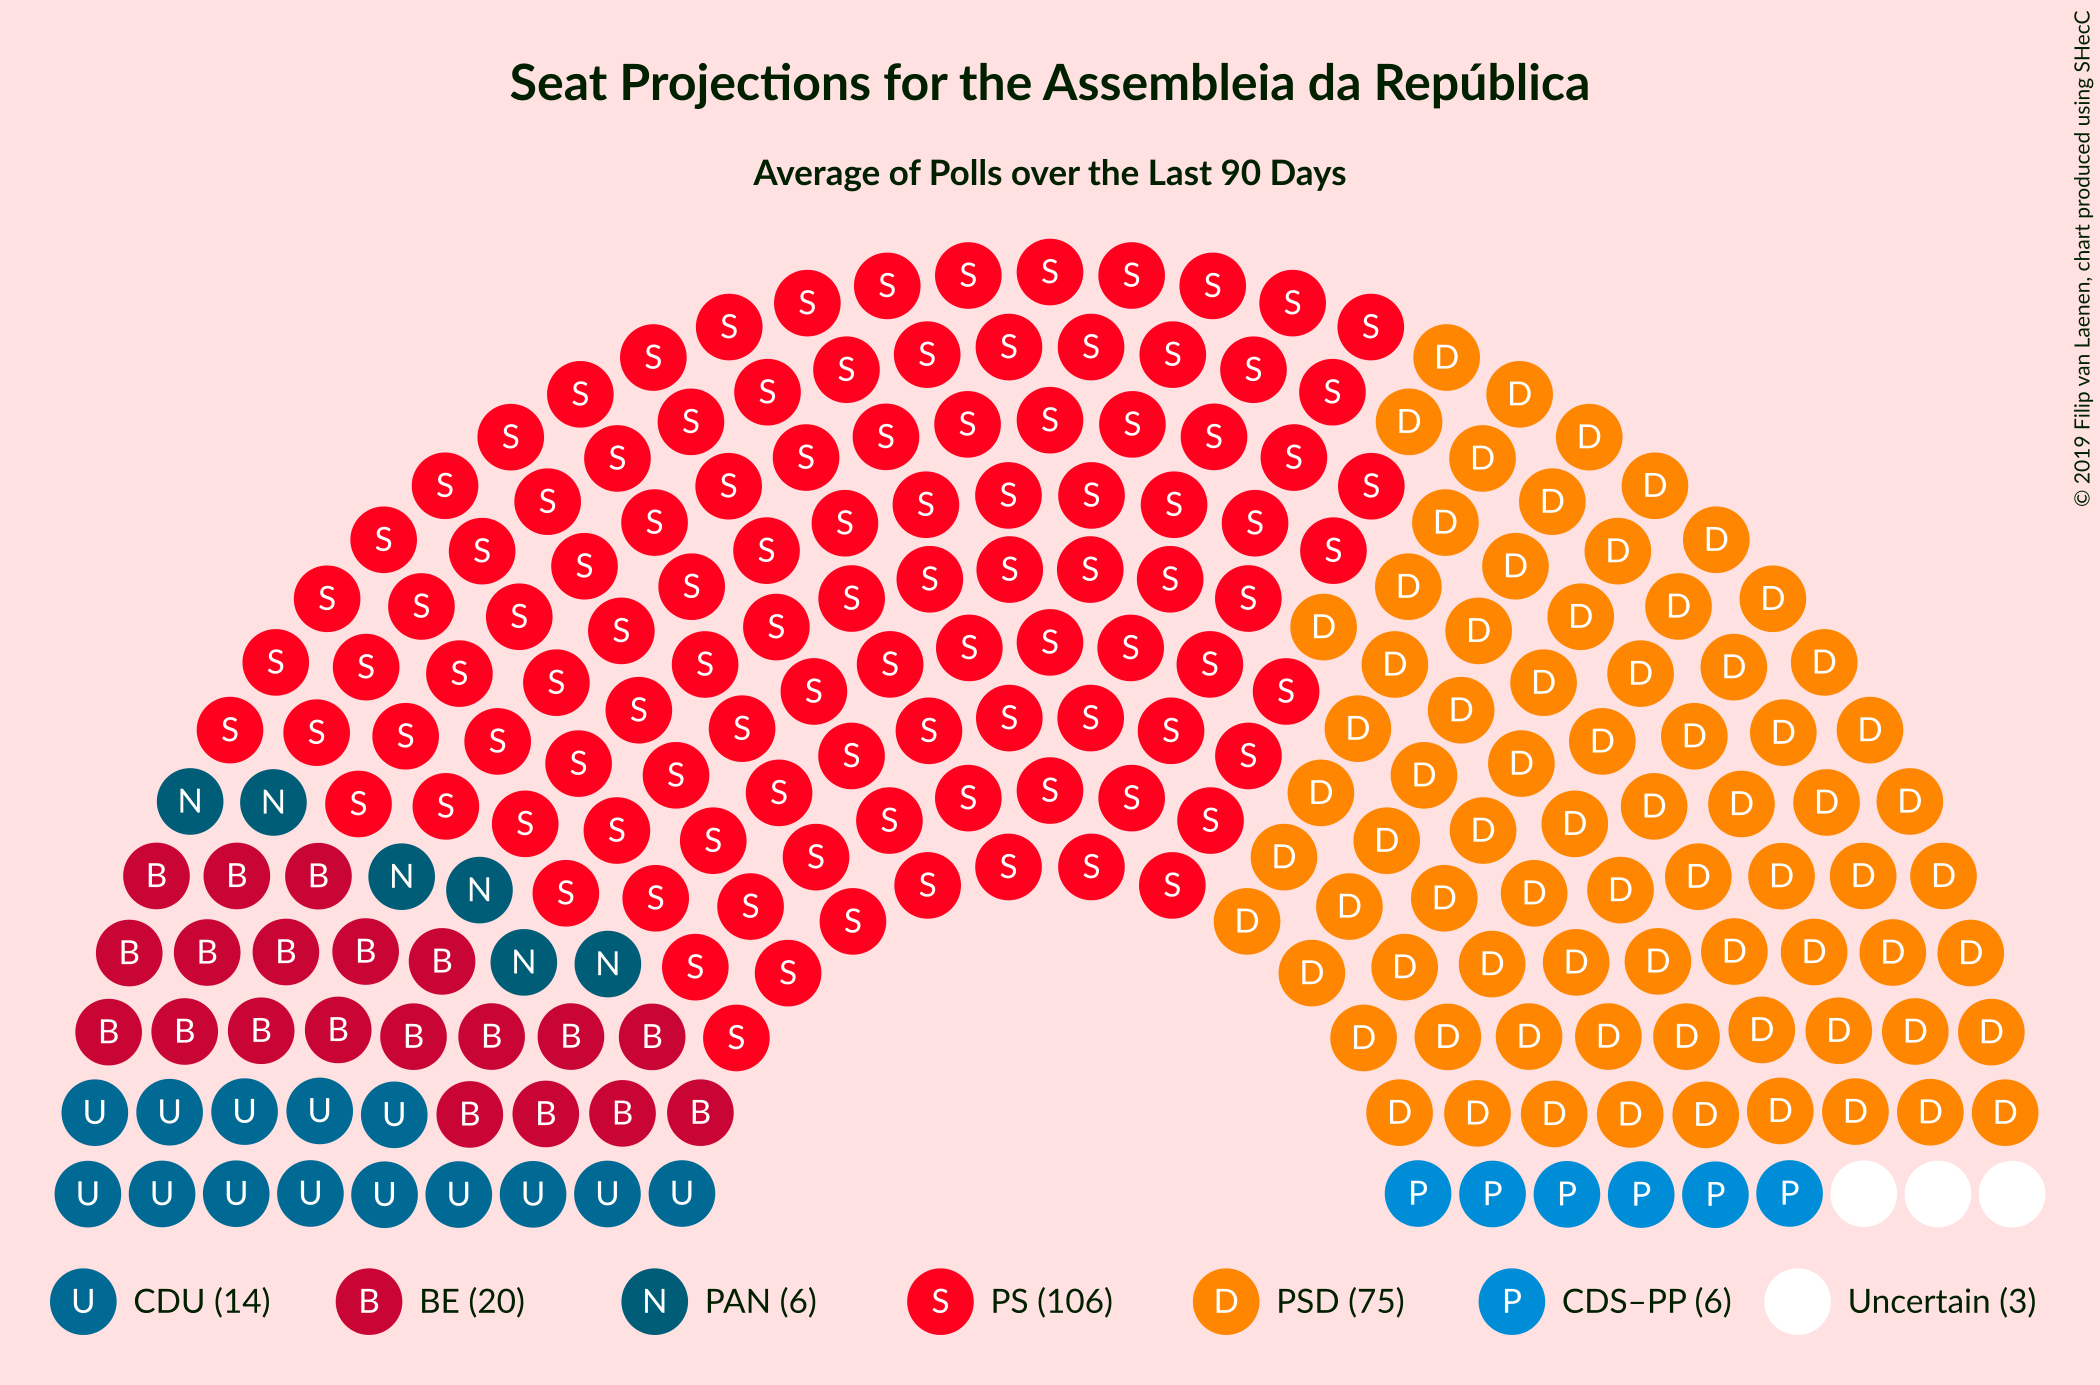 Seat Projections for the Assembleia da República
Average of Polls over the Last 90 Days
© 2019 Filip van Laenen, chart produced using SHecC
S S S S S S S S S
S S S S S S S S D
S S S D S S D D
S S S S S S S S S D D
S S S S S D D D
S S S S S S S S D D
S S S S S D D D
S S S S S S S S D D D
S S S S S D D D
S S S S S S S S D D D
S S S S S D D D
S S S S S S S S D D D D
S S S S S S D D D D
S S S S S S S S D D D D
S S S S S S D D D D
N N S S S S S S S S D D D D D D
S S S S S S D D D D
B B B N N S S S S S S S D D D D D D D D
S S S S D D D D
B B B B B N N S S D D D D D D D D D
B B B B B B B B S D D D D D D D D D
U U U U U B B B B D D D D D D D D D
U U U U U U U U U P P P P P P
U CDU (14) B BE (20) N PAN (6) S PS (106) D PSD (75) P CDS–PP (6) Uncertain (3)